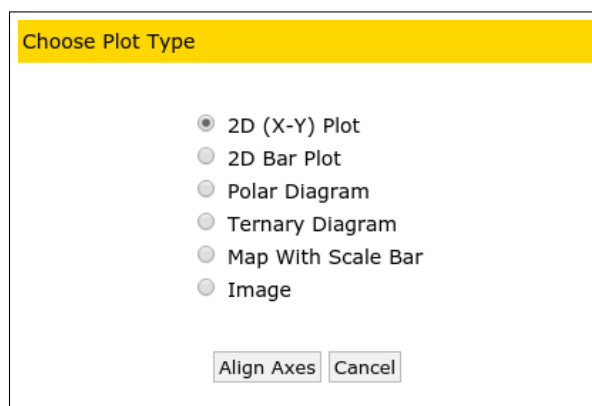 Choose Plot Type
2D (X-Y) Plot
2D Bar Plot
Polar Diagram
Ternary Diagram
Map With Scale Bar
Image
Align Axes Cancel